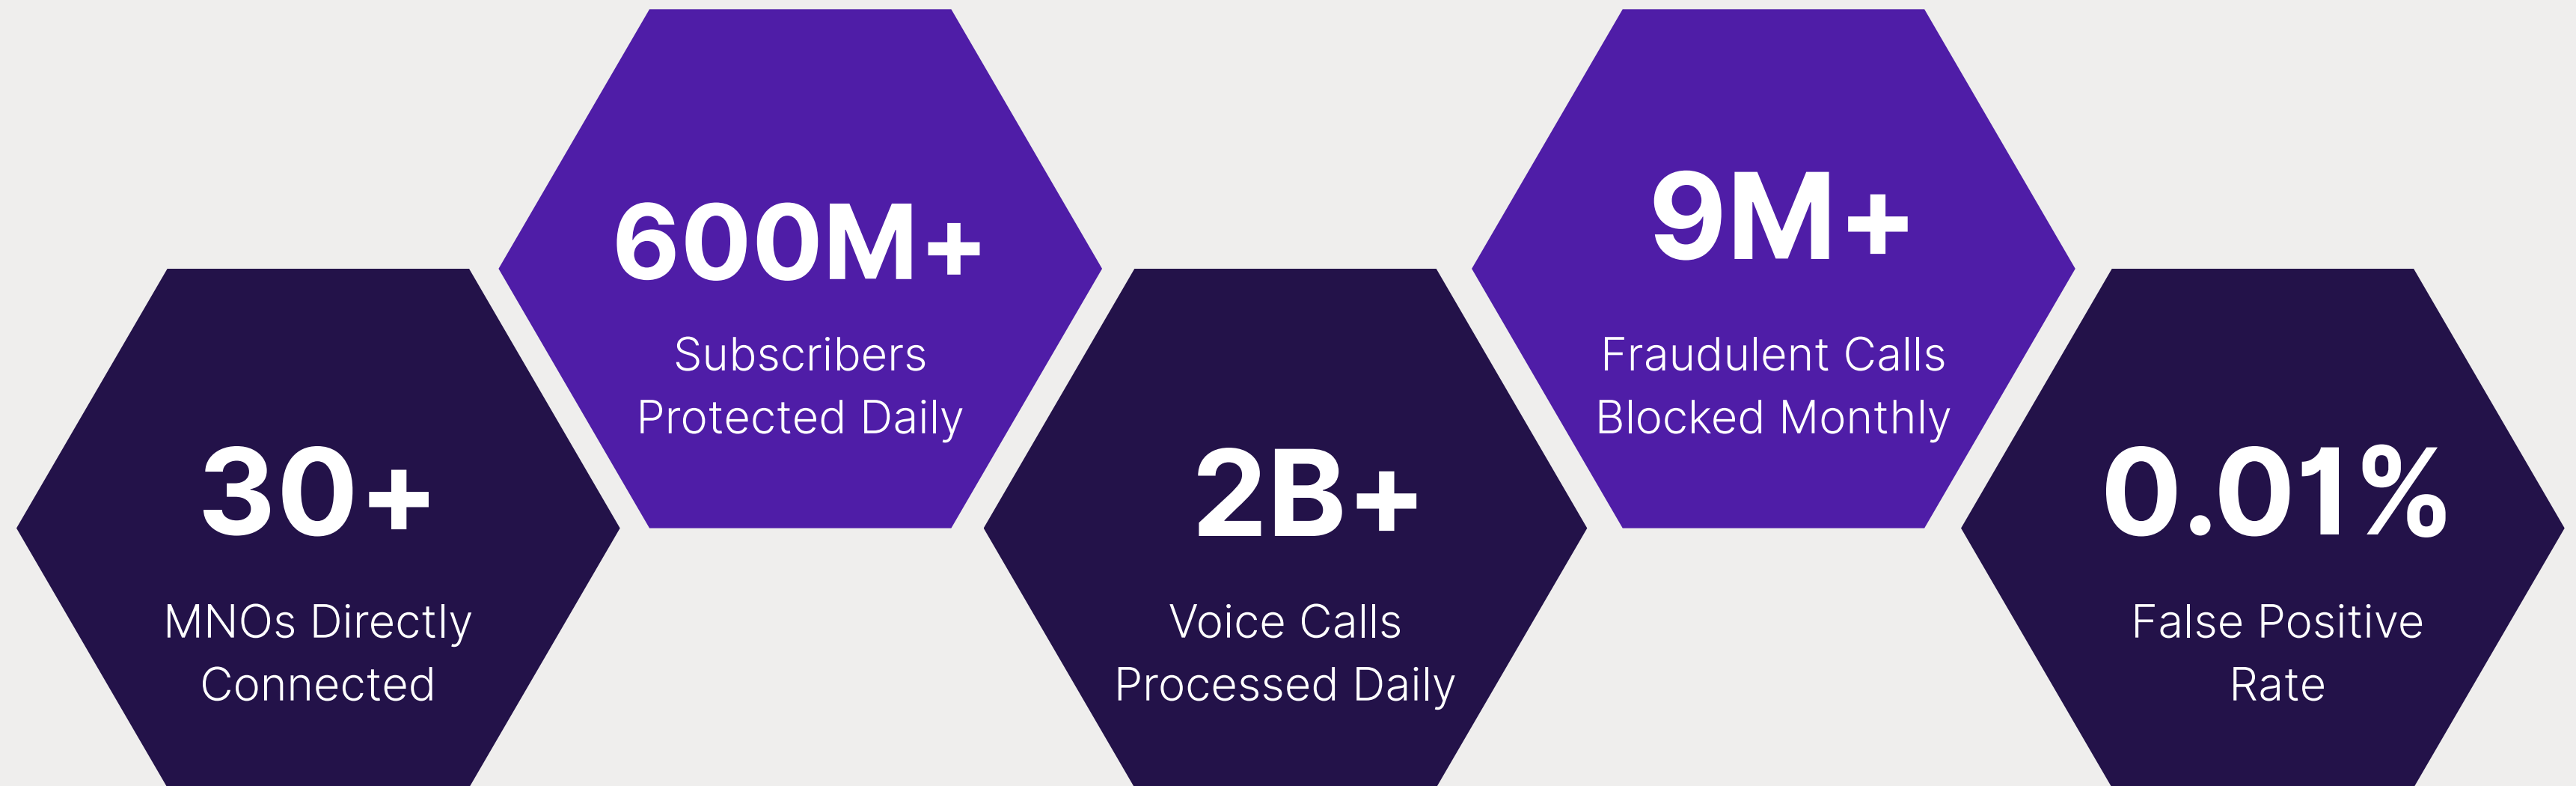 30+
MNOs Directly
Connected
600M+
Subscribers
Protected Daily
2B+
Voice Calls
Processed Daily
9M+
Fraudulent Calls
Blocked Monthly
0.01%
False Positive
Rate